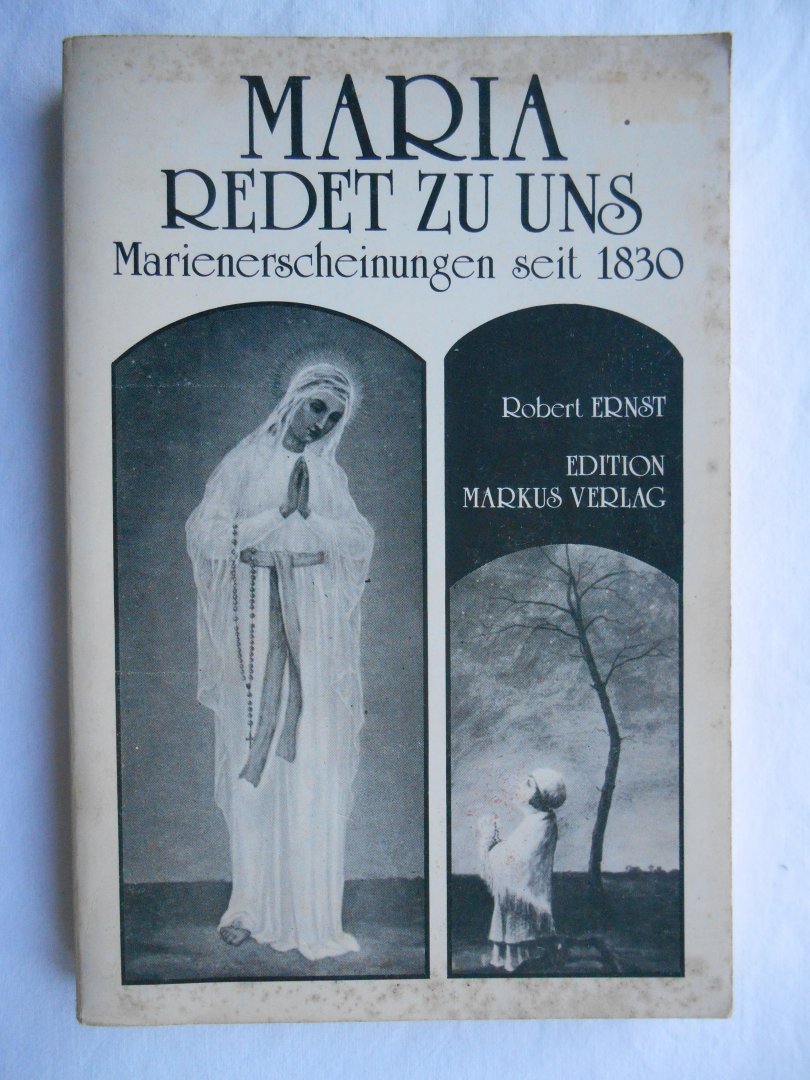 MARIA
REDET ZU UNS
Marienerscheinungen seit 1830
Robert ERNST
EDITION
MARKUS VERLAG